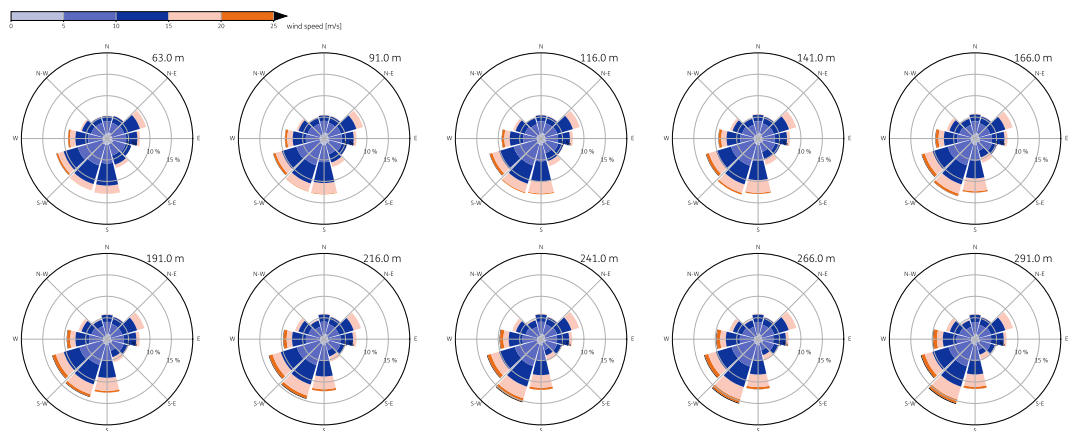 0 5 10 15 20 25 wind speed [m/s]
N N N N N
63.0 m 91.0 m 116.0 m 141.0 m 166.0 m
N-W N-E N-W N-E N-W N-E N-W N-E N-W N-E
W E W E W E W E W E
10 % 10 % 10 % 10 % 10 %
15 % 15 % 15 % 15 % 15 %
S-W S-E S-W S-E S-W S-E S-W S-E S-W S-E
S S S S S
N N N N N
191.0 m 216.0 m 241.0 m 266.0 m 291.0 m
N-W N-E N-W N-E N-W N-E N-W N-E N-W N-E
W E W E W E W E W E
10 % 10 % 10 % 10 % 10 %
15 % 15 % 15 % 15 % 15 %
S-W S-E S-W S-E S-W S-E S-W S-E S-W S-E
S S S S S